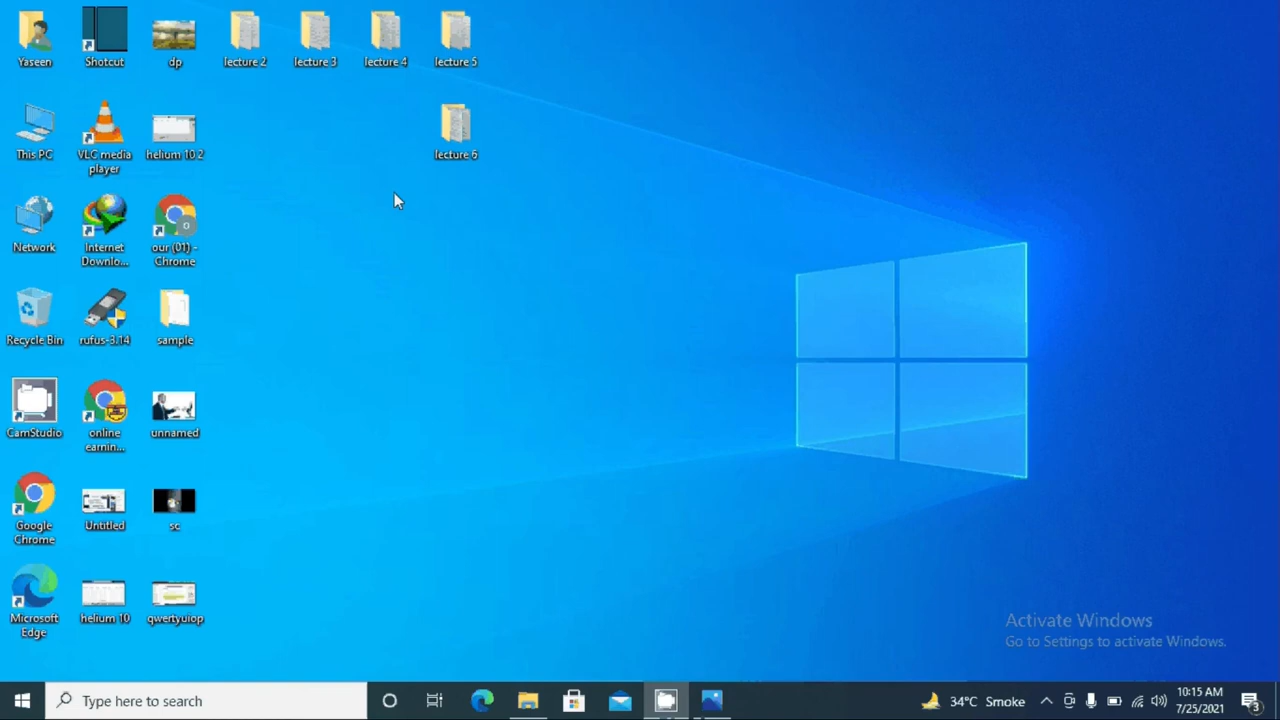 Yaseen
Shotcut
dp
lecture 2
lecture 3
lecture 4
lecture 5
This PC
VLC media
player
helium 10 2
lecture 6
Network
Internet
Downlo...
our (01) -
Chrome
Recycle Bin
rufus-3.14
sample
CamStudio
online
earnin...
unnamed
Google
Chrome
Untitled
sc
Microsoft
Edge
helium 10
qwertyuiop
Activate Windows
Go to Settings to activate Windows.
Type here to search
34°C Smoke
10:15 AM
7/25/2021
3